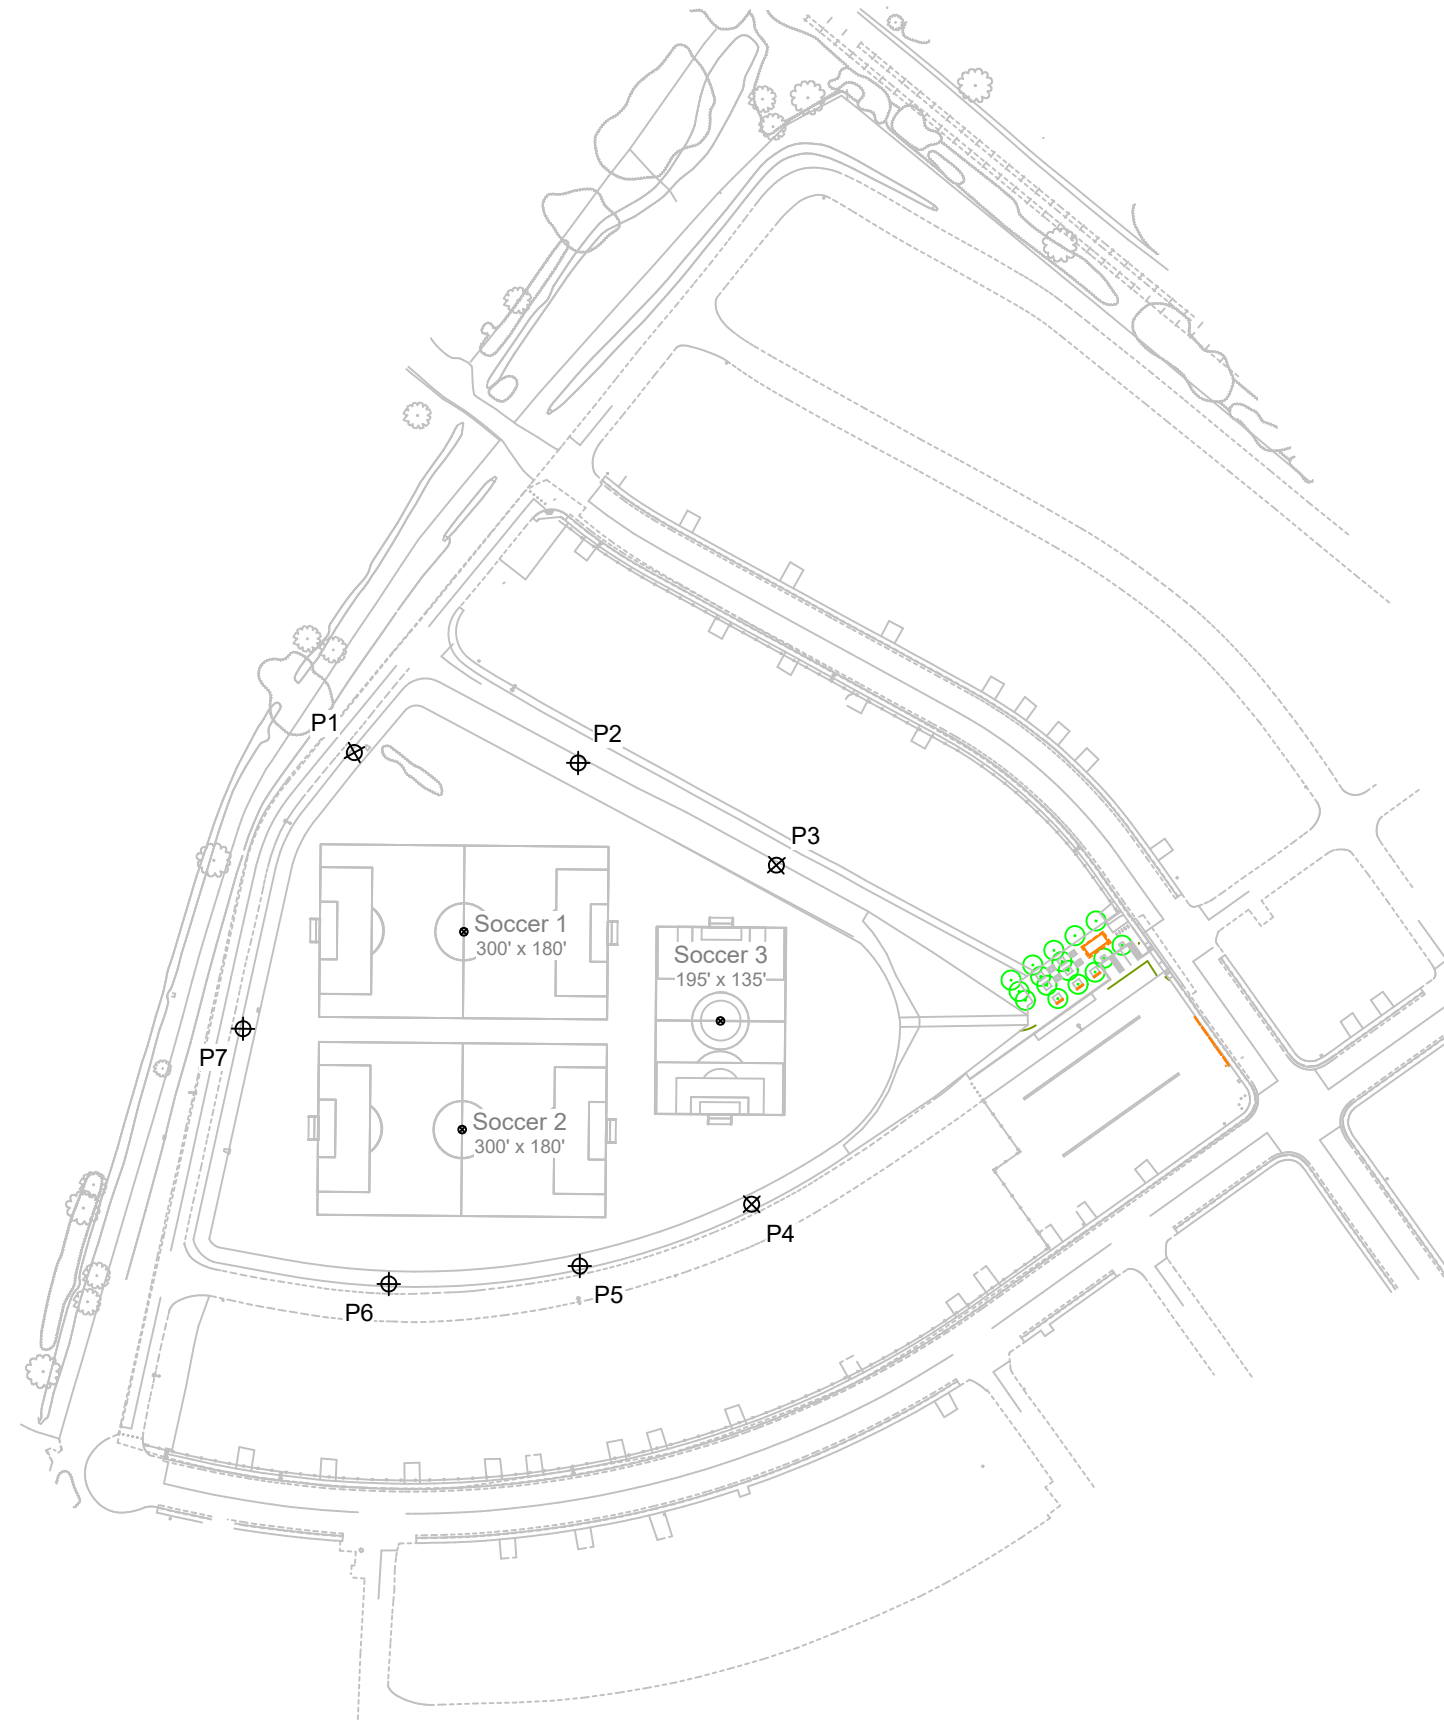 P1
P2
P3
Soccer 1
300' x 180'
Soccer 3
195' x 135'
P7
Soccer 2
300' x 180'
P4
P5
P6